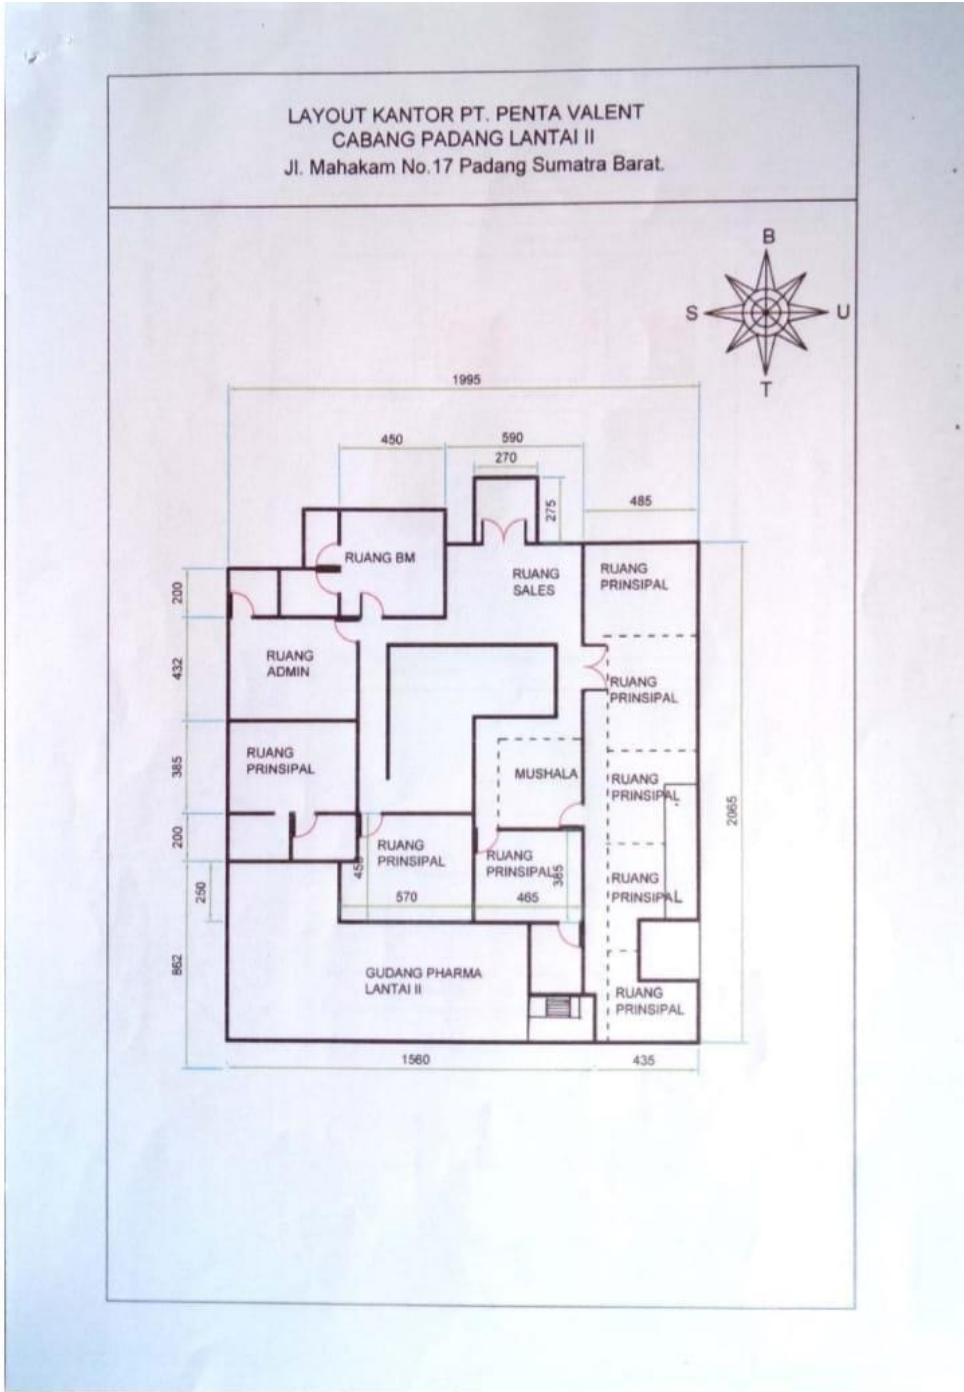 LAYOUT KANTOR PT. PENTA VALENT
CABANG PADANG LANTAI II
Jl. Mahakam No.17 Padang Sumatra Barat.
B
S
U
T
1995
450
590
270
275
485
RUANG BM
RUANG
SALES
RUANG
PRINSIPAL
200
RUANG
ADMIN
432
RUANG
PRINSIPAL
RUANG
PRINSIPAL
385
MUSHALA
RUANG
PRINSIPAL
2065
200
RUANG
PRINSIPAL
RUANG
PRINSIPAL
385
RUANG
PRINSIPAL
250
570
465
862
GUDANG PHARMA
LANTAI II
RUANG
PRINSIPAL
1560
435